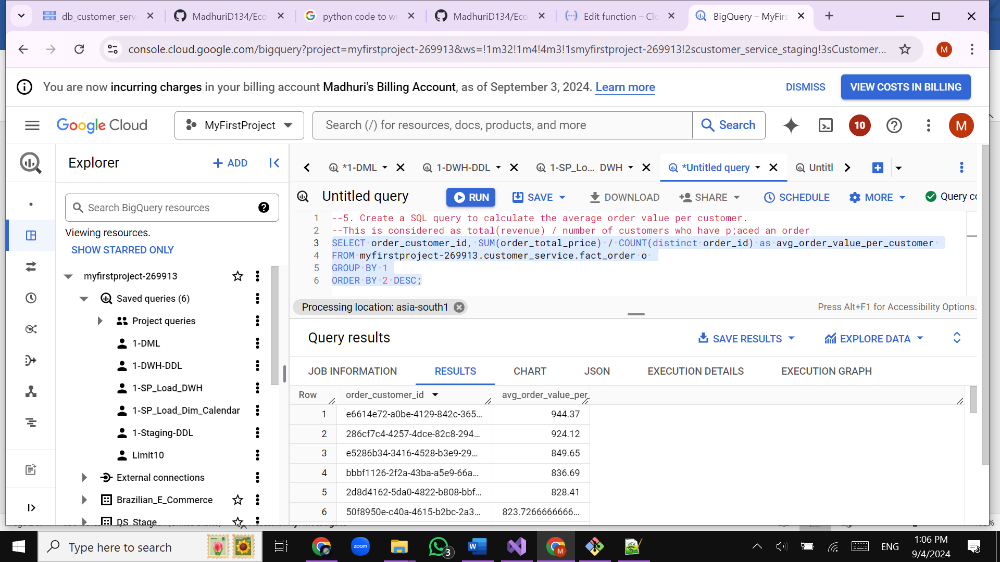 db_customer_servi
MadhuriD134/Eco
python code to w
MadhuriD134/Eco
Edit function – Clo
BigQuery – MyFirs
console.cloud.google.com/bigquery?project=myfirstproject-269913&ws=!1m32!1m4!4m3!1smyfirstproject-269913!2scustomer_service_staging!3sCustomer...
M
You are now incurring charges in your billing account Madhuri's Billing Account, as of September 3, 2024. Learn more
DISMISS
VIEW COSTS IN BILLING
Google Cloud
MyFirstProject
Search (/) for resources, docs, products, and more
Search
10
M
Explorer
+ ADD
*1-DML
1-DWH-DDL
1-SP_Lo... DWH
*Untitled query
Untitl
Untitled query
RUN
SAVE
DOWNLOAD
SHARE
SCHEDULE
MORE
Query co
Search BigQuery resources
Viewing resources.
SHOW STARRED ONLY
myfirstproject-269913
Saved queries (6)
Project queries
1-DML
1-DWH-DDL
1-SP_Load_DWH
1-SP_Load_Dim_Calendar
1-Staging-DDL
Limit10
External connections
Brazilian_E_Commerce
DS_Stage
1 --5. Create a SQL query to calculate the average order value per customer.
2 --This is considered as total(revenue) / number of customers who have p;aced an order
3 SELECT order_customer_id, SUM(order_total_price) / COUNT(distinct order_id) as avg_order_value_per_customer
4 FROM myfirstproject-269913.customer_service.fact_order o
5 GROUP BY 1
6 ORDER BY 2 DESC;
Processing location: asia-south1
Press Alt+F1 for Accessibility Options.
Query results
SAVE RESULTS
EXPLORE DATA
JOB INFORMATION RESULTS CHART JSON EXECUTION DETAILS EXECUTION GRAPH
Row order_customer_id avg_order_value_per_
1 e6614e72-a0be-4129-842c-365... 944.37
2 286cf7c4-4257-4dce-82c8-294... 924.12
3 e5286b34-3416-4528-b3e9-29... 849.65
4 bbbf1126-2f2a-43ba-a5e9-66a... 836.69
5 2d8d4162-5da0-4822-b808-bbf... 828.41
6 50f8950e-c40a-4615-b2bc-2a3... 823.7266666666...
Type here to search
zoom
3
W
M
ENG
1:06 PM
9/4/2024